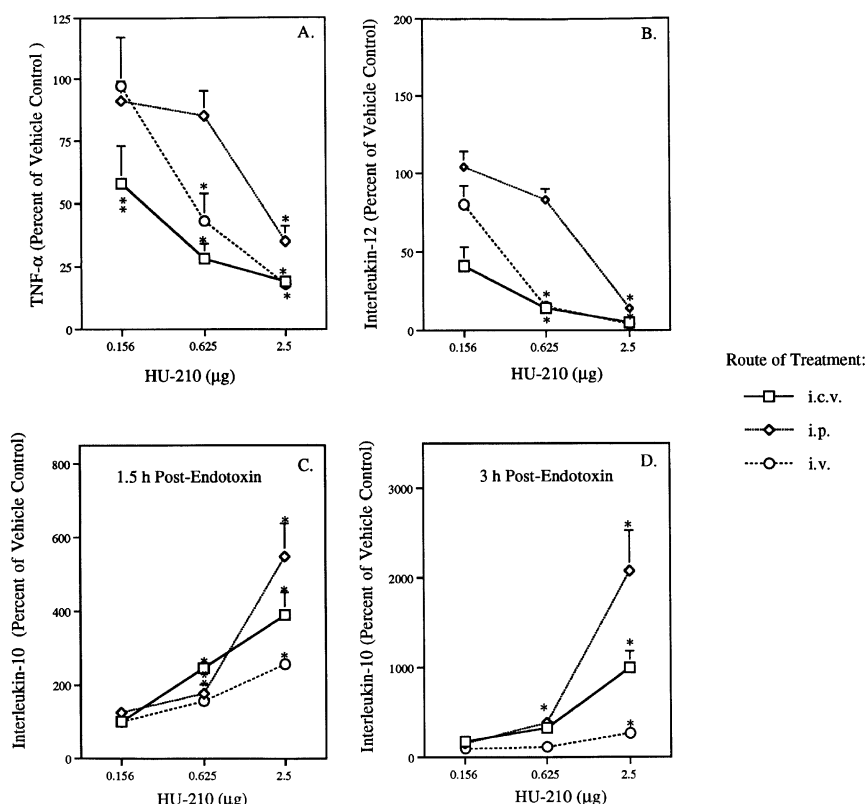 A.
TNF-α (Percent of Vehicle Control)
125
100
75
50
25
0
*
*
*
*
*
*
*
0.156
0.625
2.5
HU-210 (µg)
B.
Interleukin-12 (Percent of Vehicle Control)
200
150
100
50
0
*
*
*
*
0.156
0.625
2.5
HU-210 (µg)
Route of Treatment:
i.c.v.
i.p.
i.v.
C.
1.5 h Post-Endotoxin
Interleukin-10 (Percent of Vehicle Control)
800
600
400
200
0
*
*
*
*
*
*
0.156
0.625
2.5
HU-210 (µg)
D.
3 h Post-Endotoxin
Interleukin-10 (Percent of Vehicle Control)
3000
2000
1000
0
*
*
*
*
0.156
0.625
2.5
HU-210 (µg)